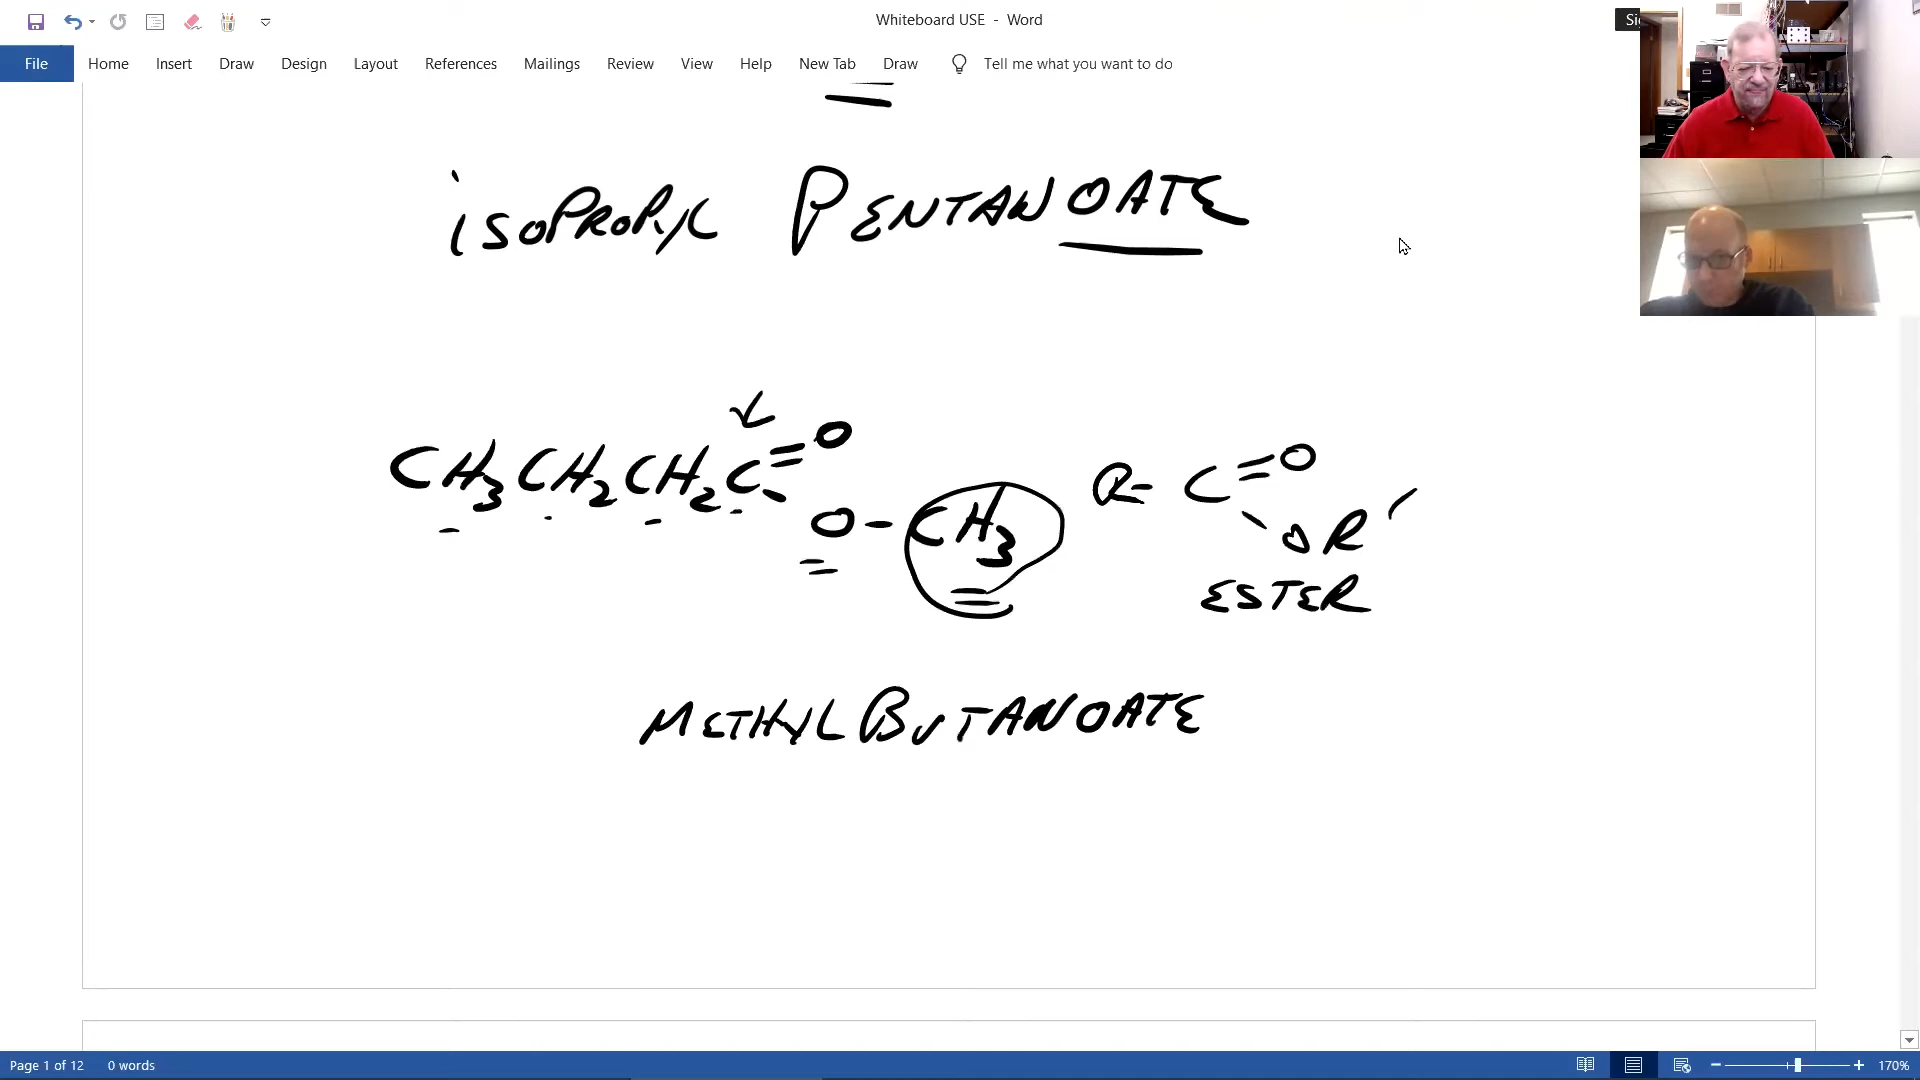 Whiteboard USE - Word
Si
File Home Insert Draw Design Layout References Mailings Review View Help New Tab Draw Tell me what you want to do
isoPROPYL PENTANOATE
CH3CH2CH2C=O
O-CH3
R-C=O
OR'
ESTER
METHYL BUTANOATE
Page 1 of 12 0 words 170%